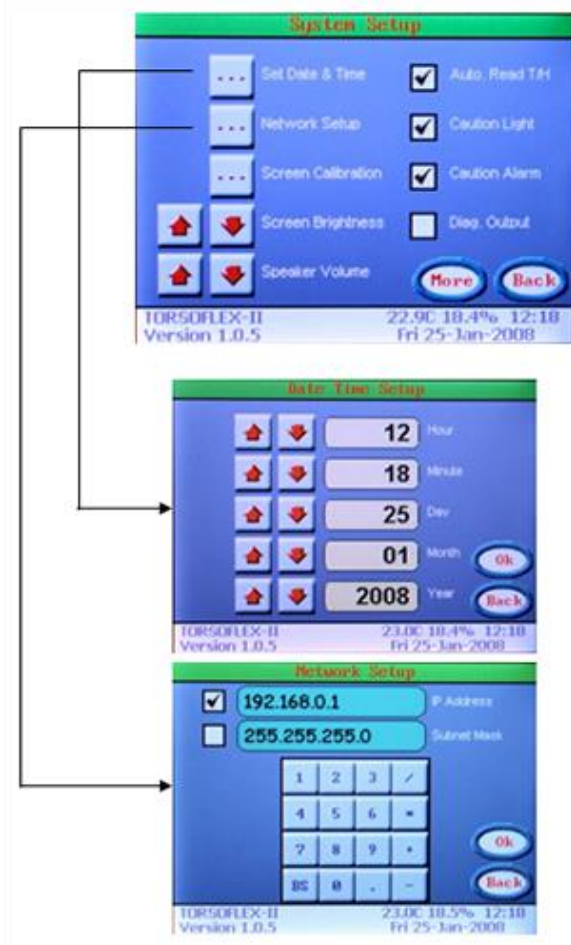 System Setup
... Set Date & Time Auto. Read T/H
... Network Setup Caution Light
... Screen Calibration Caution Alarm
Screen Brightness Diag. Output
Speaker Volume More Back
TORSOFLEX-II 22.9C 18.4% 12:18
Version 1.0.5 Fri 25-Jan-2008
Date Time Setup
12 Hour
18 Minute
25 Day
01 Month Ok
2008 Year Back
TORSOFLEX-II 23.0C 18.4% 12:18
Version 1.0.5 Fri 25-Jan-2008
Network Setup
192.168.0.1 IP Address
255.255.255.0 Subnet Mask
1 2 3 /
4 5 6
7 8 9 Ok
BS 0 . - Back
TORSOFLEX-II 23.0C 18.5% 12:18
Version 1.0.5 Fri 25-Jan-2008